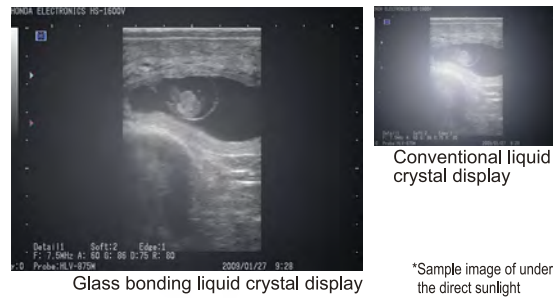 HONDA ELECTRONICS HS-1600V
Detail1 Soft:2 Edge:1
F: 7.5MHz A: 60 G: 86 D:75 R: 80
Probe:HLV-875M 2009/01/27 9:28
Glass bonding liquid crystal display
Conventional liquid
crystal display
*Sample image of under
the direct sunlight